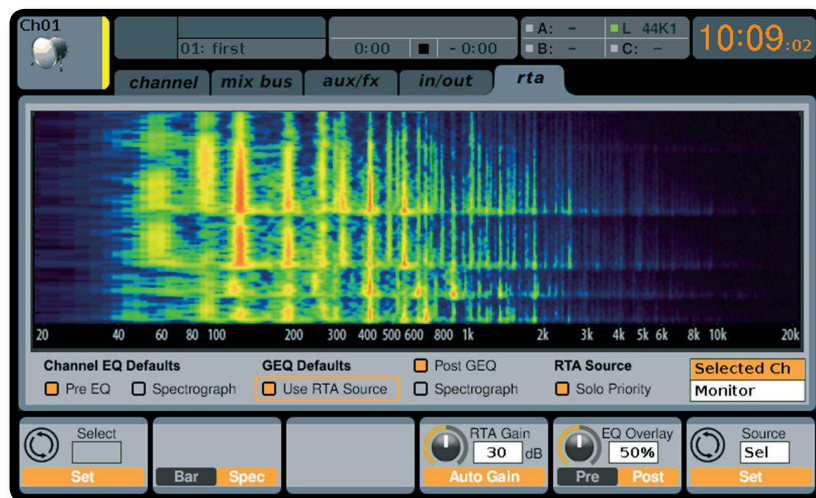 Ch01
01: first
0:00
- 0:00
A: -
B: -
L 44K1
C: -
10:09:02
channel
mix bus
aux/fx
in/out
rta
20 40 60 80 100 200 300 400 500 600 800 1k 2k 3k 4k 5k 6k 8k 10k 20k
Channel EQ Defaults
Pre EQ
Spectrograph
GEQ Defaults
Use RTA Source
Post GEQ
Spectrograph
RTA Source
Solo Priority
Selected Ch
Monitor
Select
Set
Bar
Spec
RTA Gain
30 dB
Auto Gain
EQ Overlay
50%
Pre
Post
Source
Sel
Set